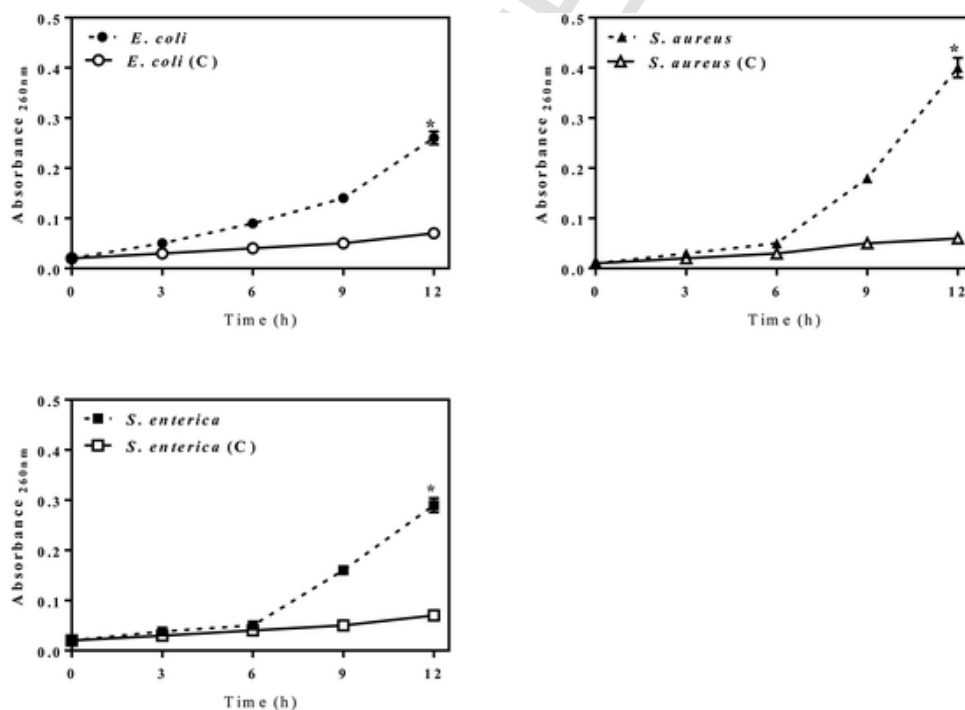 0.5
0.4
0.3
0.2
0.1
0.0
Absorbance 260nm
E. coli
E. coli (C)
*
0 3 6 9 12
Time (h)
0.5
0.4
0.3
0.2
0.1
0.0
Absorbance 260nm
S. aureus
S. aureus (C)
*
0 3 6 9 12
Time (h)
0.5
0.4
0.3
0.2
0.1
0.0
Absorbance 260nm
S. enterica
S. enterica (C)
*
0 3 6 9 12
Time (h)